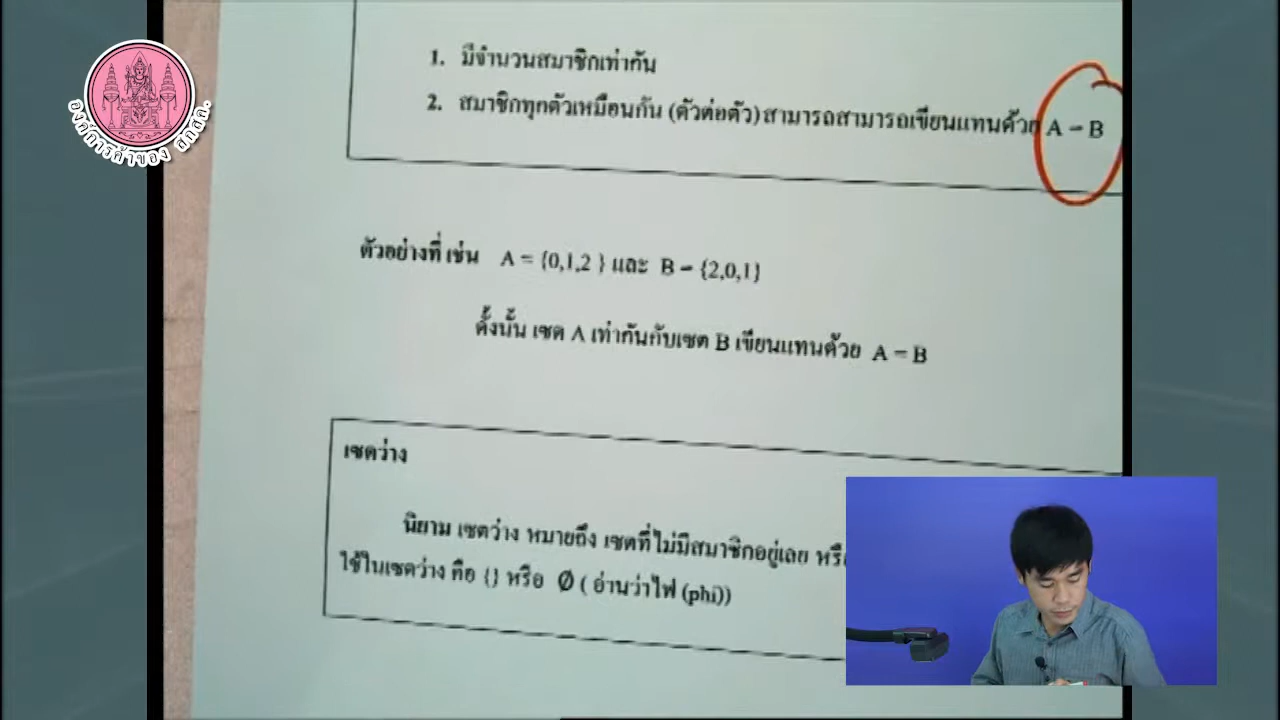 องค์การค้าของ สกสค.
1. มีจำนวนสมาชิกเท่ากัน
2. สมาชิกทุกตัวเหมือนกัน (ตัวต่อตัว) สามารถสามารถเขียนแทนด้วย A = B
ตัวอย่างที่ เช่น A = {0,1,2 } และ B = {2,0,1}
ดั้งนั้น เซต A เท่ากันกับเซต B เขียนแทนด้วย A = B
เซตว่าง
นิยาม เซตว่าง หมายถึง เซตที่ไม่มีสมาชิกอยู่เลย หรือ
ใช้ในเซตว่าง คือ {} หรือ Ø ( อ่านว่าไฟ (phi))